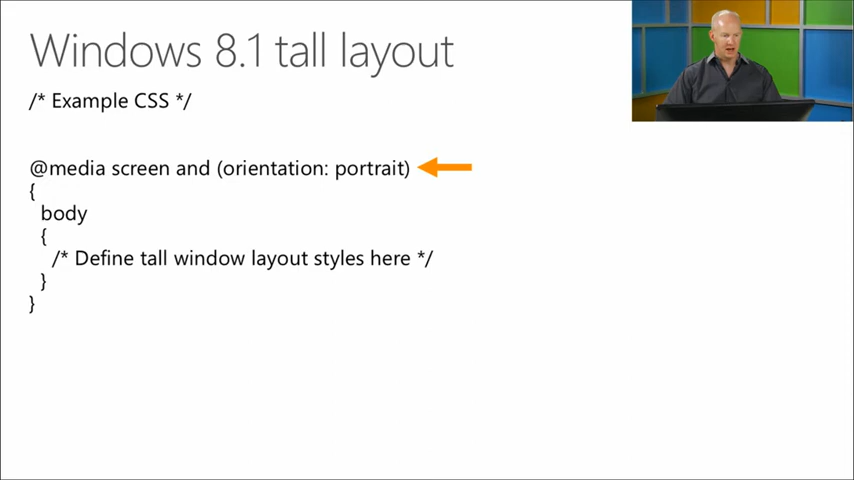 Windows 8.1 tall layout
/* Example CSS */
@media screen and (orientation: portrait)
{
body
{
/* Define tall window layout styles here */
}
}